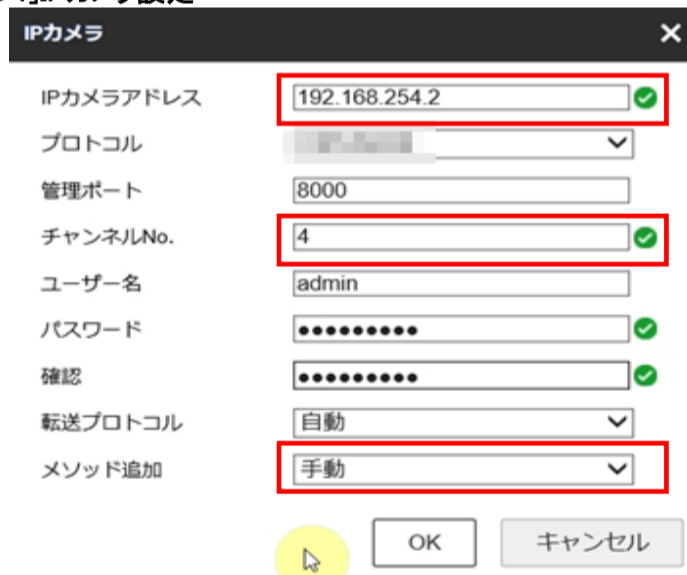 IPカメラ
IPカメラアドレス 192.168.254.2
プロトコル
管理ポート 8000
チャンネルNo. 4
ユーザー名 admin
パスワード ●●●●●●●●●
確認 ●●●●●●●●●
転送プロトコル 自動
メソッド追加 手動
OK キャンセル